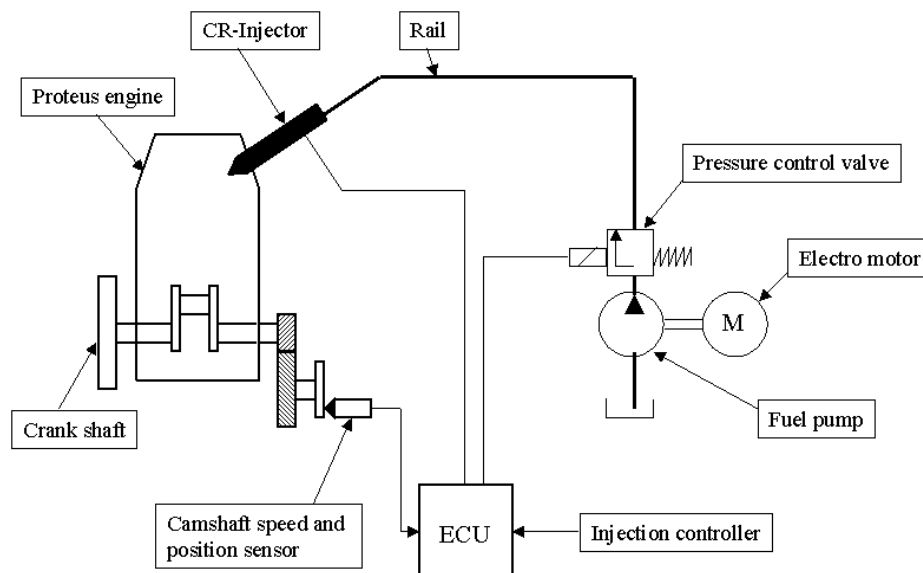 CR-Injector
Rail
Proteus engine
Pressure control valve
Electro motor
M
Crank shaft
Fuel pump
Camshaft speed and
position sensor
ECU
Injection controller